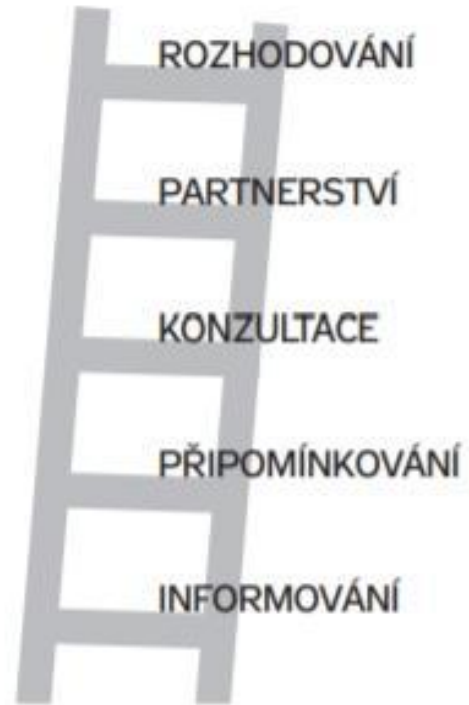 ROZHODOVÁNÍ
PARTNERSTVÍ
KONZULTACE
PŘIPOMÍNKOVÁNÍ
INFORMOVÁNÍ